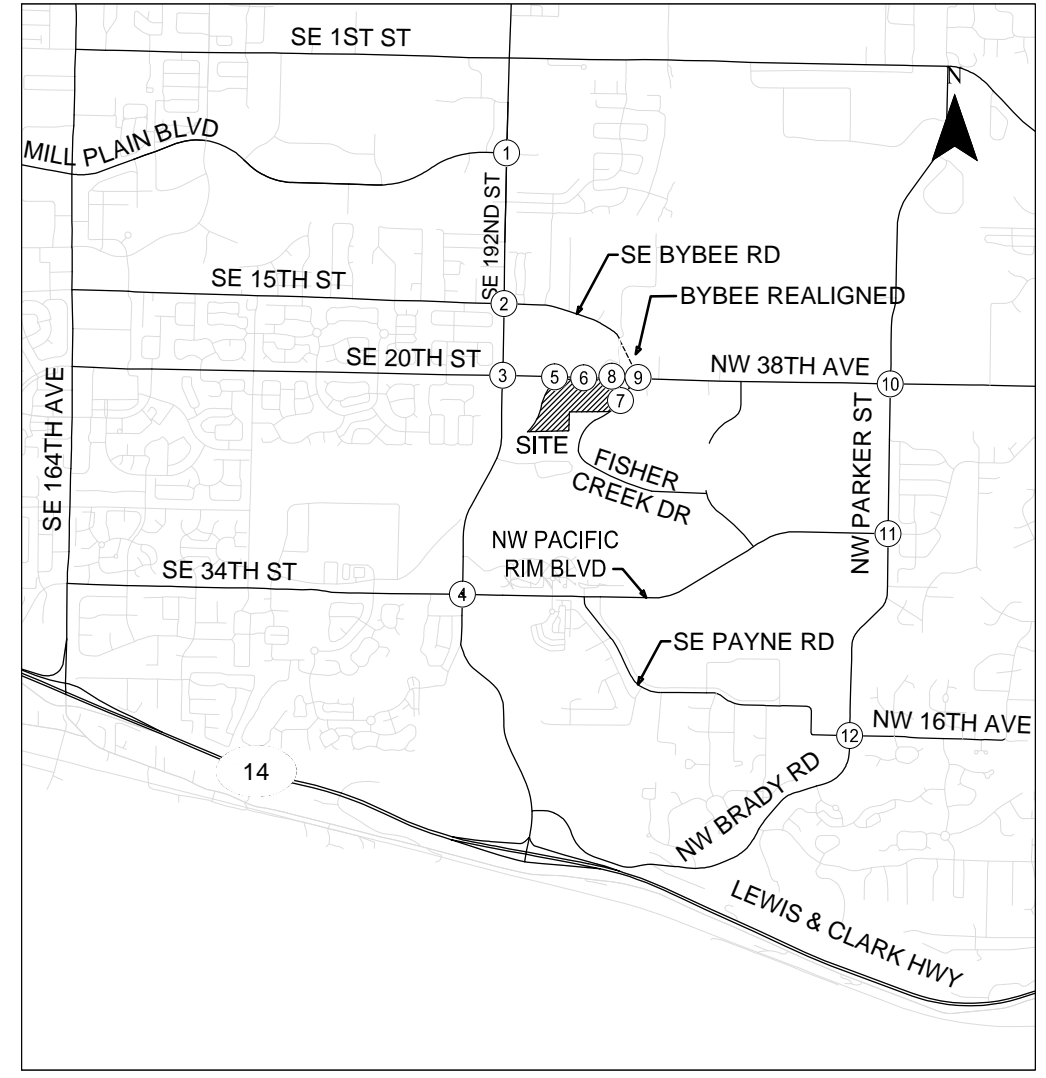 SE 1ST ST
N
MILL PLAIN BLVD
1
SE 192ND ST
SE BYBEE RD
SE 15TH ST
BYBEE REALIGNED
2
SE 20TH ST
NW 38TH AVE
3
5
6
8
9
10
7
SE 164TH AVE
SITE
NW PARKER ST
FISHER
CREEK DR
NW PACIFIC
RIM BLVD
11
SE 34TH ST
4
SE PAYNE RD
NW 16TH AVE
12
14
NW BRADY RD
LEWIS & CLARK HWY